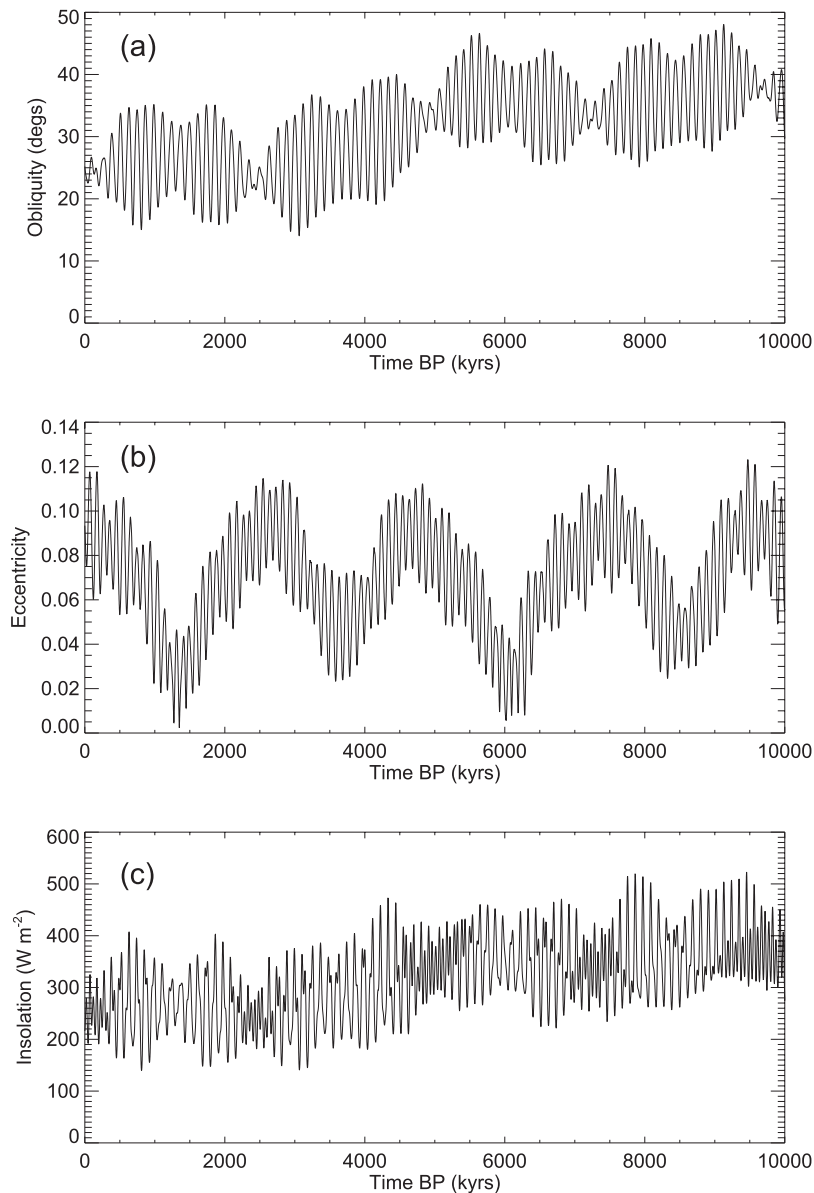 50
40
30
20
10
0
Obliquity (degs)
(a)
0 2000 4000 6000 8000 10000
Time BP (kyrs)
0.14
0.12
0.10
0.08
0.06
0.04
0.02
0.00
Eccentricity
(b)
0 2000 4000 6000 8000 10000
Time BP (kyrs)
600
500
400
300
200
100
0
Insolation (W m-2)
(c)
0 2000 4000 6000 8000 10000
Time BP (kyrs)